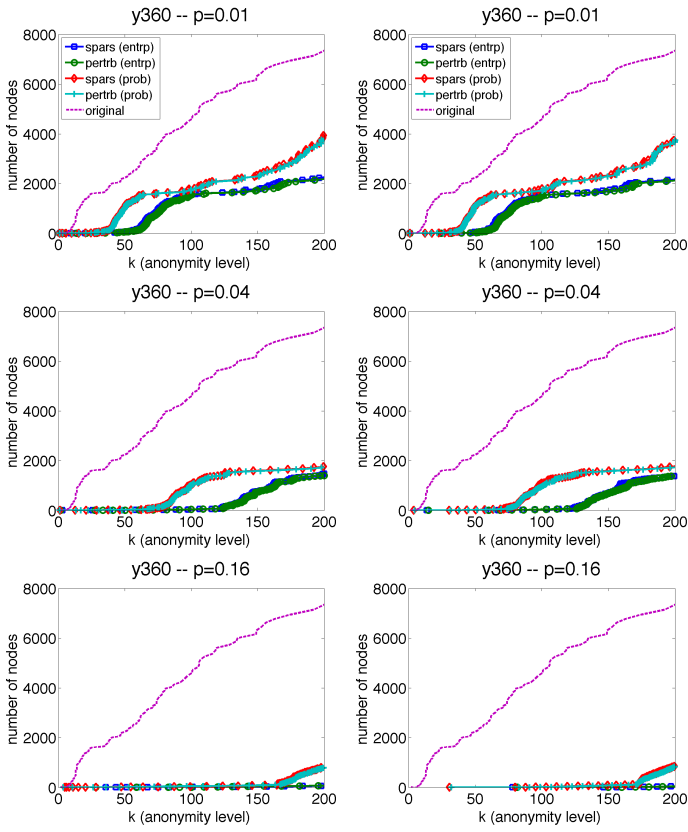 y360 -- p=0.01
y360 -- p=0.01
8000
6000
4000
2000
0
number of nodes
spars (entrp)
pertrb (entrp)
spars (prob)
pertrb (prob)
original
0 50 100 150 200
k (anonymity level)
8000
6000
4000
2000
0
number of nodes
spars (entrp)
pertrb (entrp)
spars (prob)
pertrb (prob)
original
0 50 100 150 200
k (anonymity level)
y360 -- p=0.04
y360 -- p=0.04
8000
6000
4000
2000
0
number of nodes
0 50 100 150 200
k (anonymity level)
8000
6000
4000
2000
0
number of nodes
0 50 100 150 200
k (anonymity level)
y360 -- p=0.16
y360 -- p=0.16
8000
6000
4000
2000
0
number of nodes
0 50 100 150 200
k (anonymity level)
8000
6000
4000
2000
0
number of nodes
0 50 100 150 200
k (anonymity level)